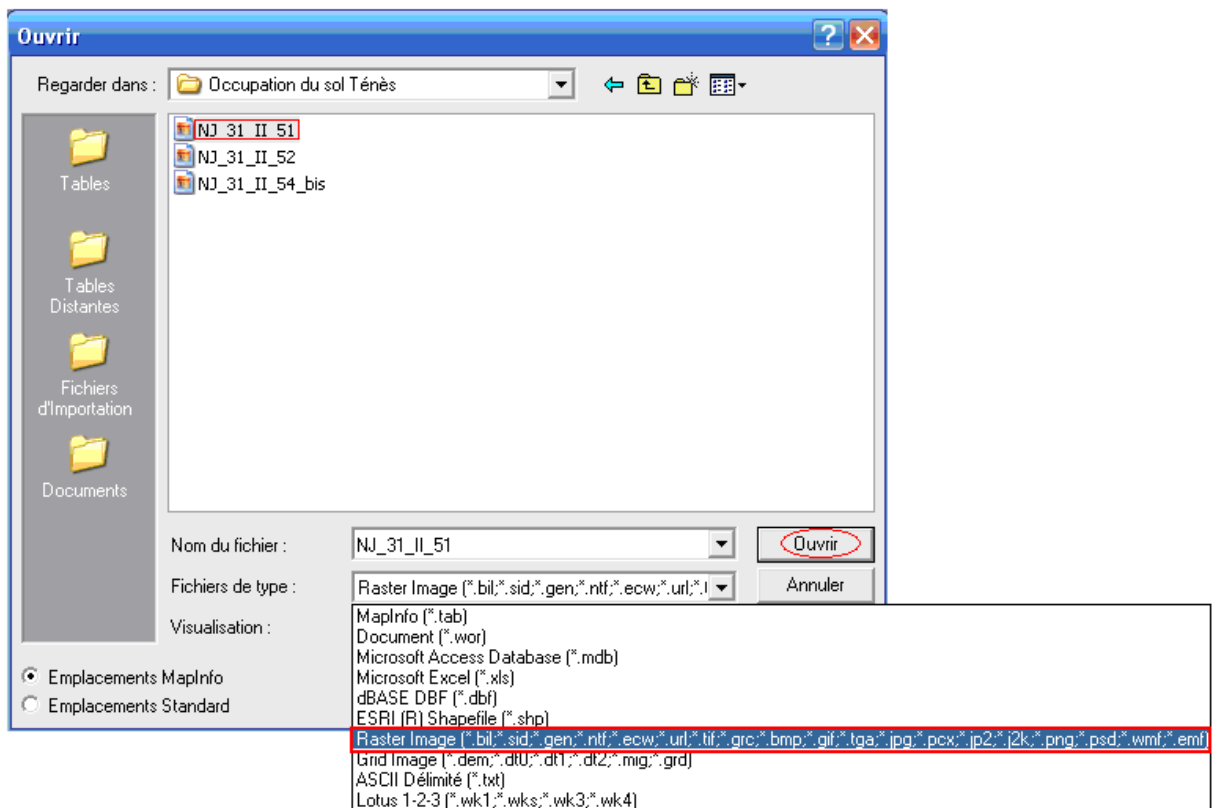 Ouvrir
Regarder dans :
Occupation du sol Ténès
NJ_31_II_51
NJ_31_II_52
NJ_31_II_54_bis
Tables
Tables
Distantes
Fichiers
d'Importation
Documents
Nom du fichier :
NJ_31_II_51
Ouvrir
Fichiers de type :
Raster Image (*.bil;*.sid;*.gen;*.ntf;*.ecw;*.url;*.
Annuler
Visualisation :
MapInfo (*.tab)
Document (*.wor)
Microsoft Access Database (*.mdb)
Microsoft Excel (*.xls)
dBASE DBF (*.dbf)
ESRI (R) Shapefile (*.shp)
Raster Image (*.bil;*.sid;*.gen;*.ntf;*.ecw;*.url;*.tif;*.grc;*.bmp;*.gif;*.tga;*.jpg;*.pcx;*.jp2;*.j2k;*.png;*.psd;*.wmf;*.emf)
Grid Image (*.dem;*.dt0;*.dt1;*.dt2;*.mig;*.grd)
ASCII Délimité (*.txt)
Lotus 1-2-3 (*.wk1;*.wks;*.wk3;*.wk4)
Emplacements MapInfo
Emplacements Standard